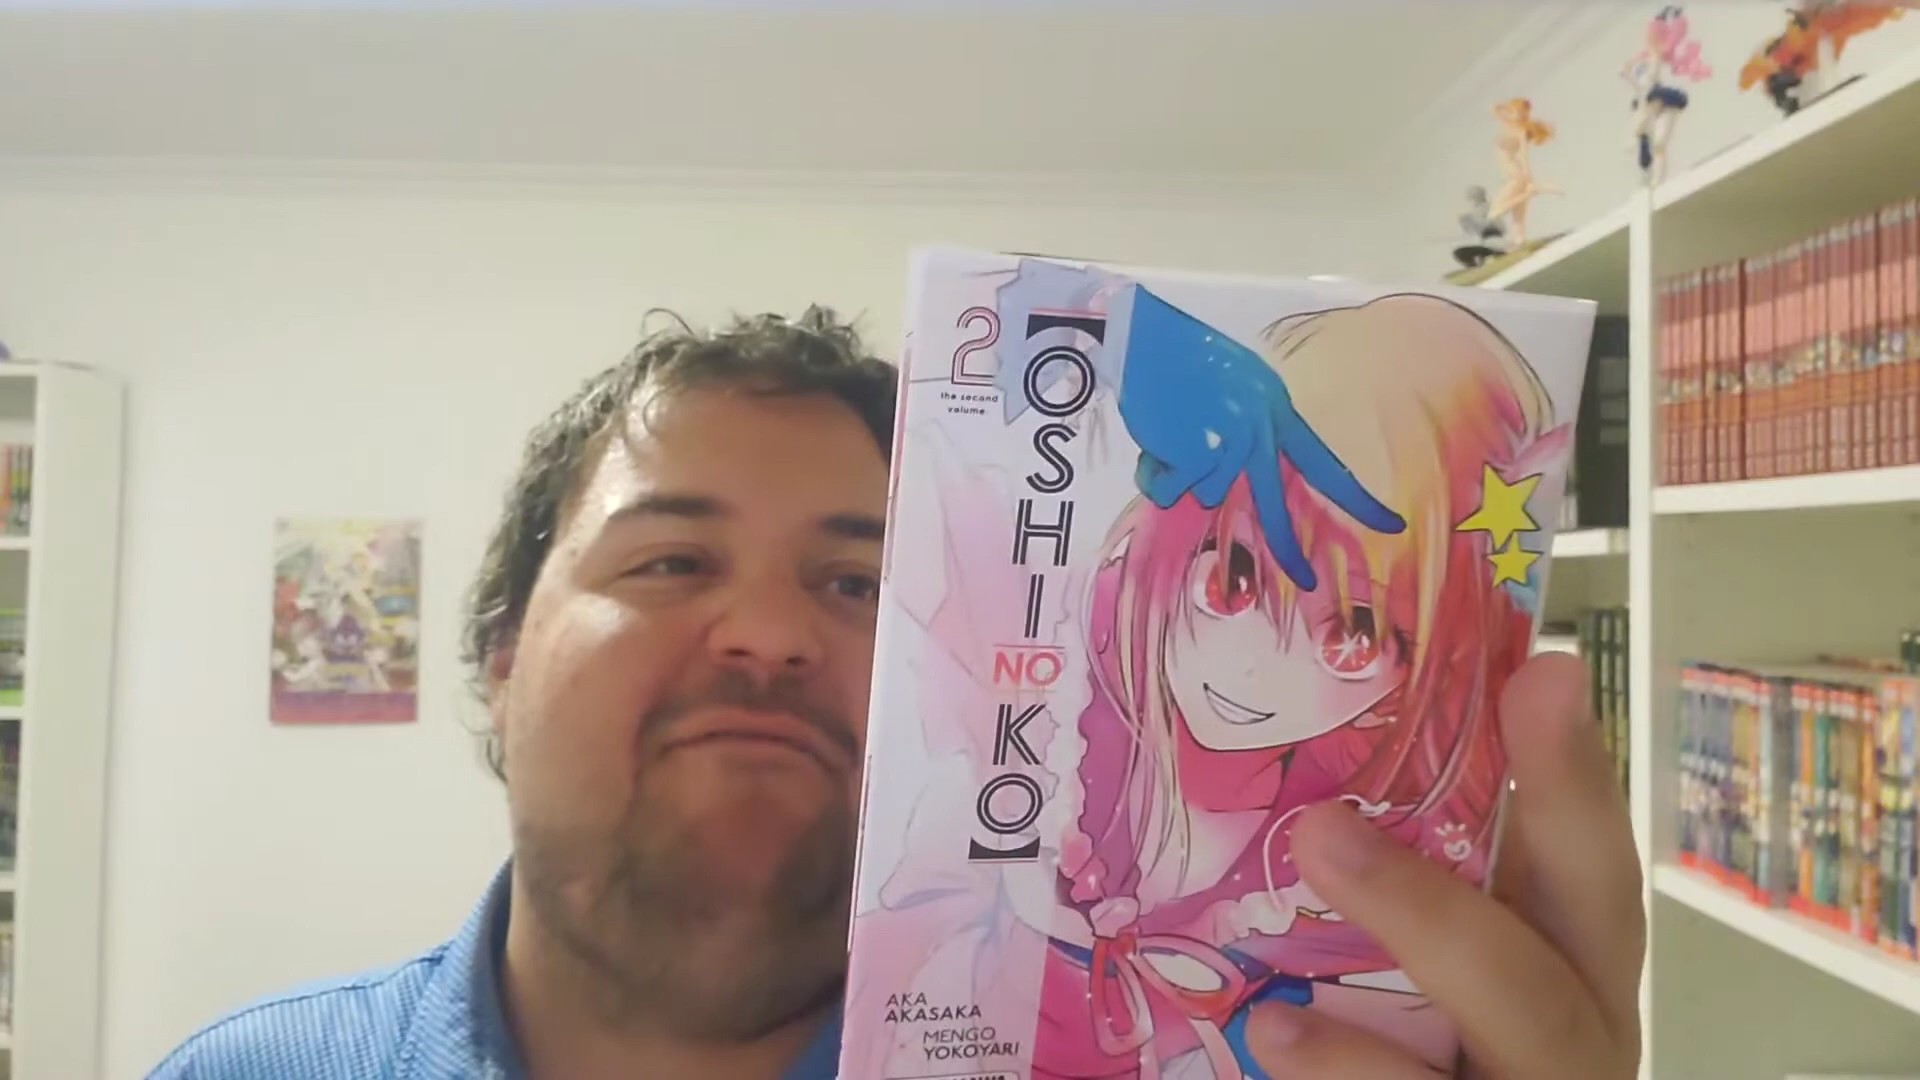 2
the second
volume
【OSHI NO KO】
AKA
AKASAKA
MENGO
YOKOYARI